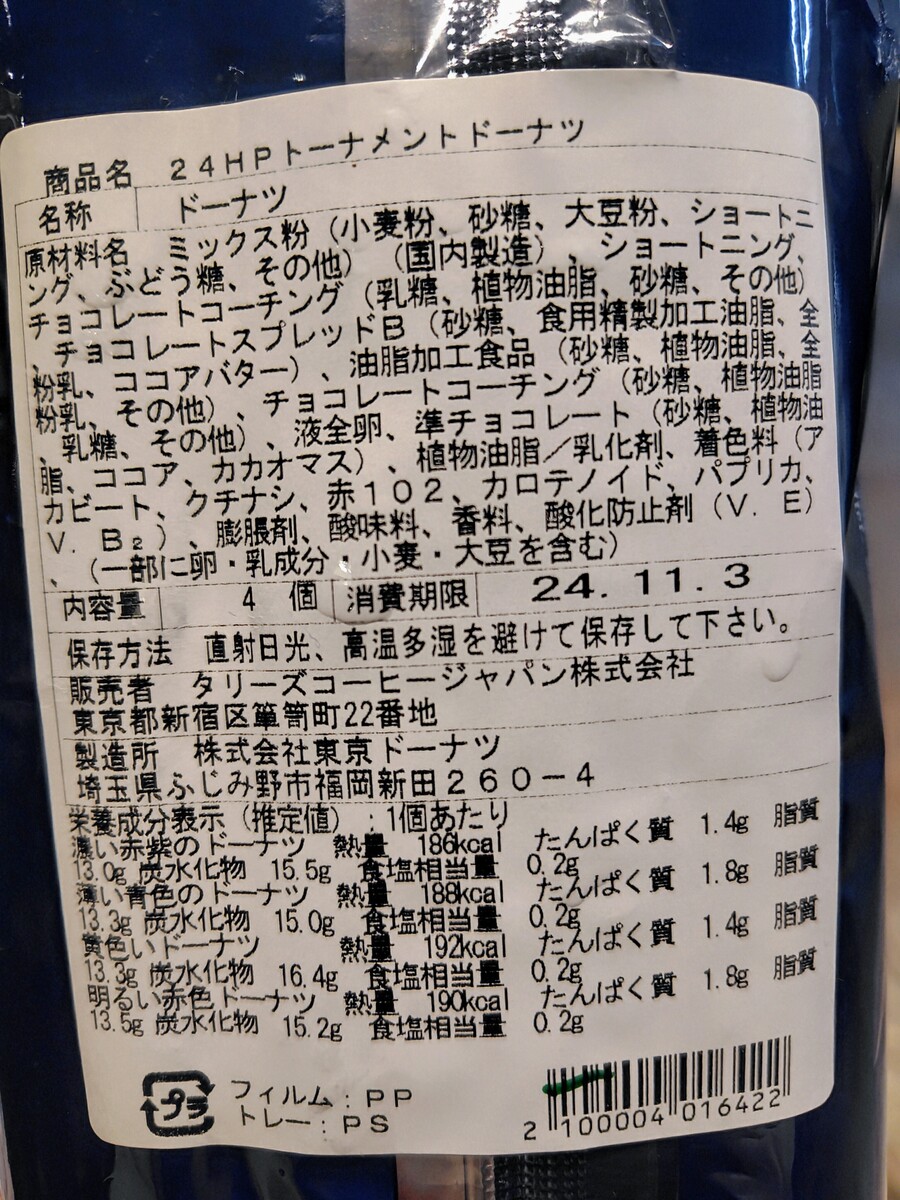 商品名 24HPトーナメントドーナツ
名称 ドーナツ
原材料名 ミックス粉(小麦粉、砂糖、大豆粉、ショートニ
ング、ぶどう糖、その他)(国内製造)、ショートニング、
チョコレートコーチング(乳糖、植物油脂、砂糖、その他)
、チョコレートスプレッドB(砂糖、食用精製加工油脂、全
粉乳、ココアバター)、油脂加工食品(砂糖、植物油脂、全
粉乳、その他)、チョコレートコーチング(砂糖、植物油脂
、乳糖、その他)、液全卵、準チョコレート(砂糖、植物油
脂、ココア、カカオマス)、植物油脂/乳化剤、着色料(ア
カビート、クチナシ、赤102、カロテノイド、パプリカ、
V.B₂)、膨脹剤、酸味料、香料、酸化防止剤(V.E)
、(一部に卵・乳成分・小麦・大豆を含む)
内容量 4個 消費期限 24.11.3
保存方法 直射日光、高温多湿を避けて保存して下さい。
販売者 タリーズコーヒージャパン株式会社
東京都新宿区箪笥町22番地
製造所 株式会社東京ドーナツ
埼玉県ふじみ野市福岡新田260-4
栄養成分表示(推定値):1個あたり
濃い赤紫のドーナツ 熱量 186kcal たんぱく質 1.4g 脂質
13.0g 炭水化物 15.5g 食塩相当量 0.2g
薄い青色のドーナツ 熱量 188kcal たんぱく質 1.8g 脂質
13.3g 炭水化物 15.0g 食塩相当量 0.2g
黄色いドーナツ 熱量 192kcal たんぱく質 1.4g 脂質
13.3g 炭水化物 16.4g 食塩相当量 0.2g
明るい赤色ドーナツ 熱量 190kcal たんぱく質 1.8g 脂質
13.5g 炭水化物 15.2g 食塩相当量 0.2g
プラ
フィルム:PP
トレー:PS
2 100004 016422